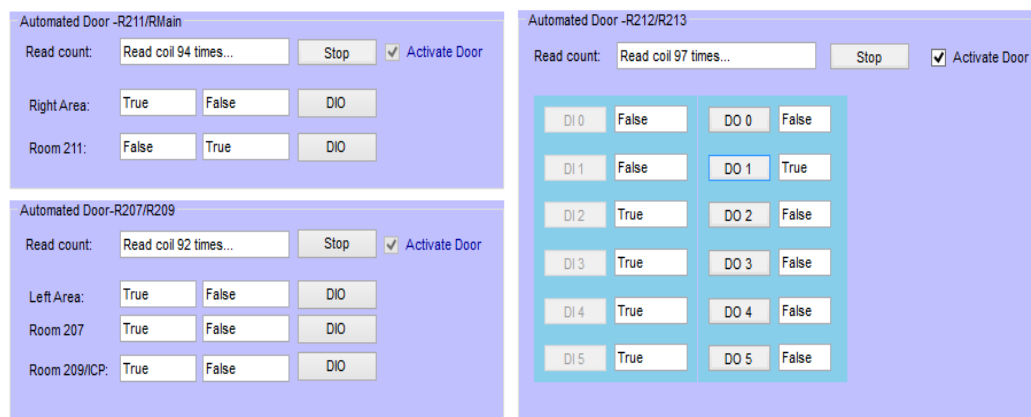 Automated Door -R211/RMain
Read count: Read coil 94 times... Stop Activate Door
Right Area: True False DIO
Room 211: False True DIO
Automated Door-R207/R209
Read count: Read coil 92 times... Stop Activate Door
Left Area: True False DIO
Room 207 True False DIO
Room 209/ICP: True False DIO
Automated Door -R212/R213
Read count: Read coil 97 times... Stop Activate Door
DI 0 False DO 0 False
DI 1 False DO 1 True
DI 2 True DO 2 False
DI 3 True DO 3 False
DI 4 True DO 4 False
DI 5 True DO 5 False